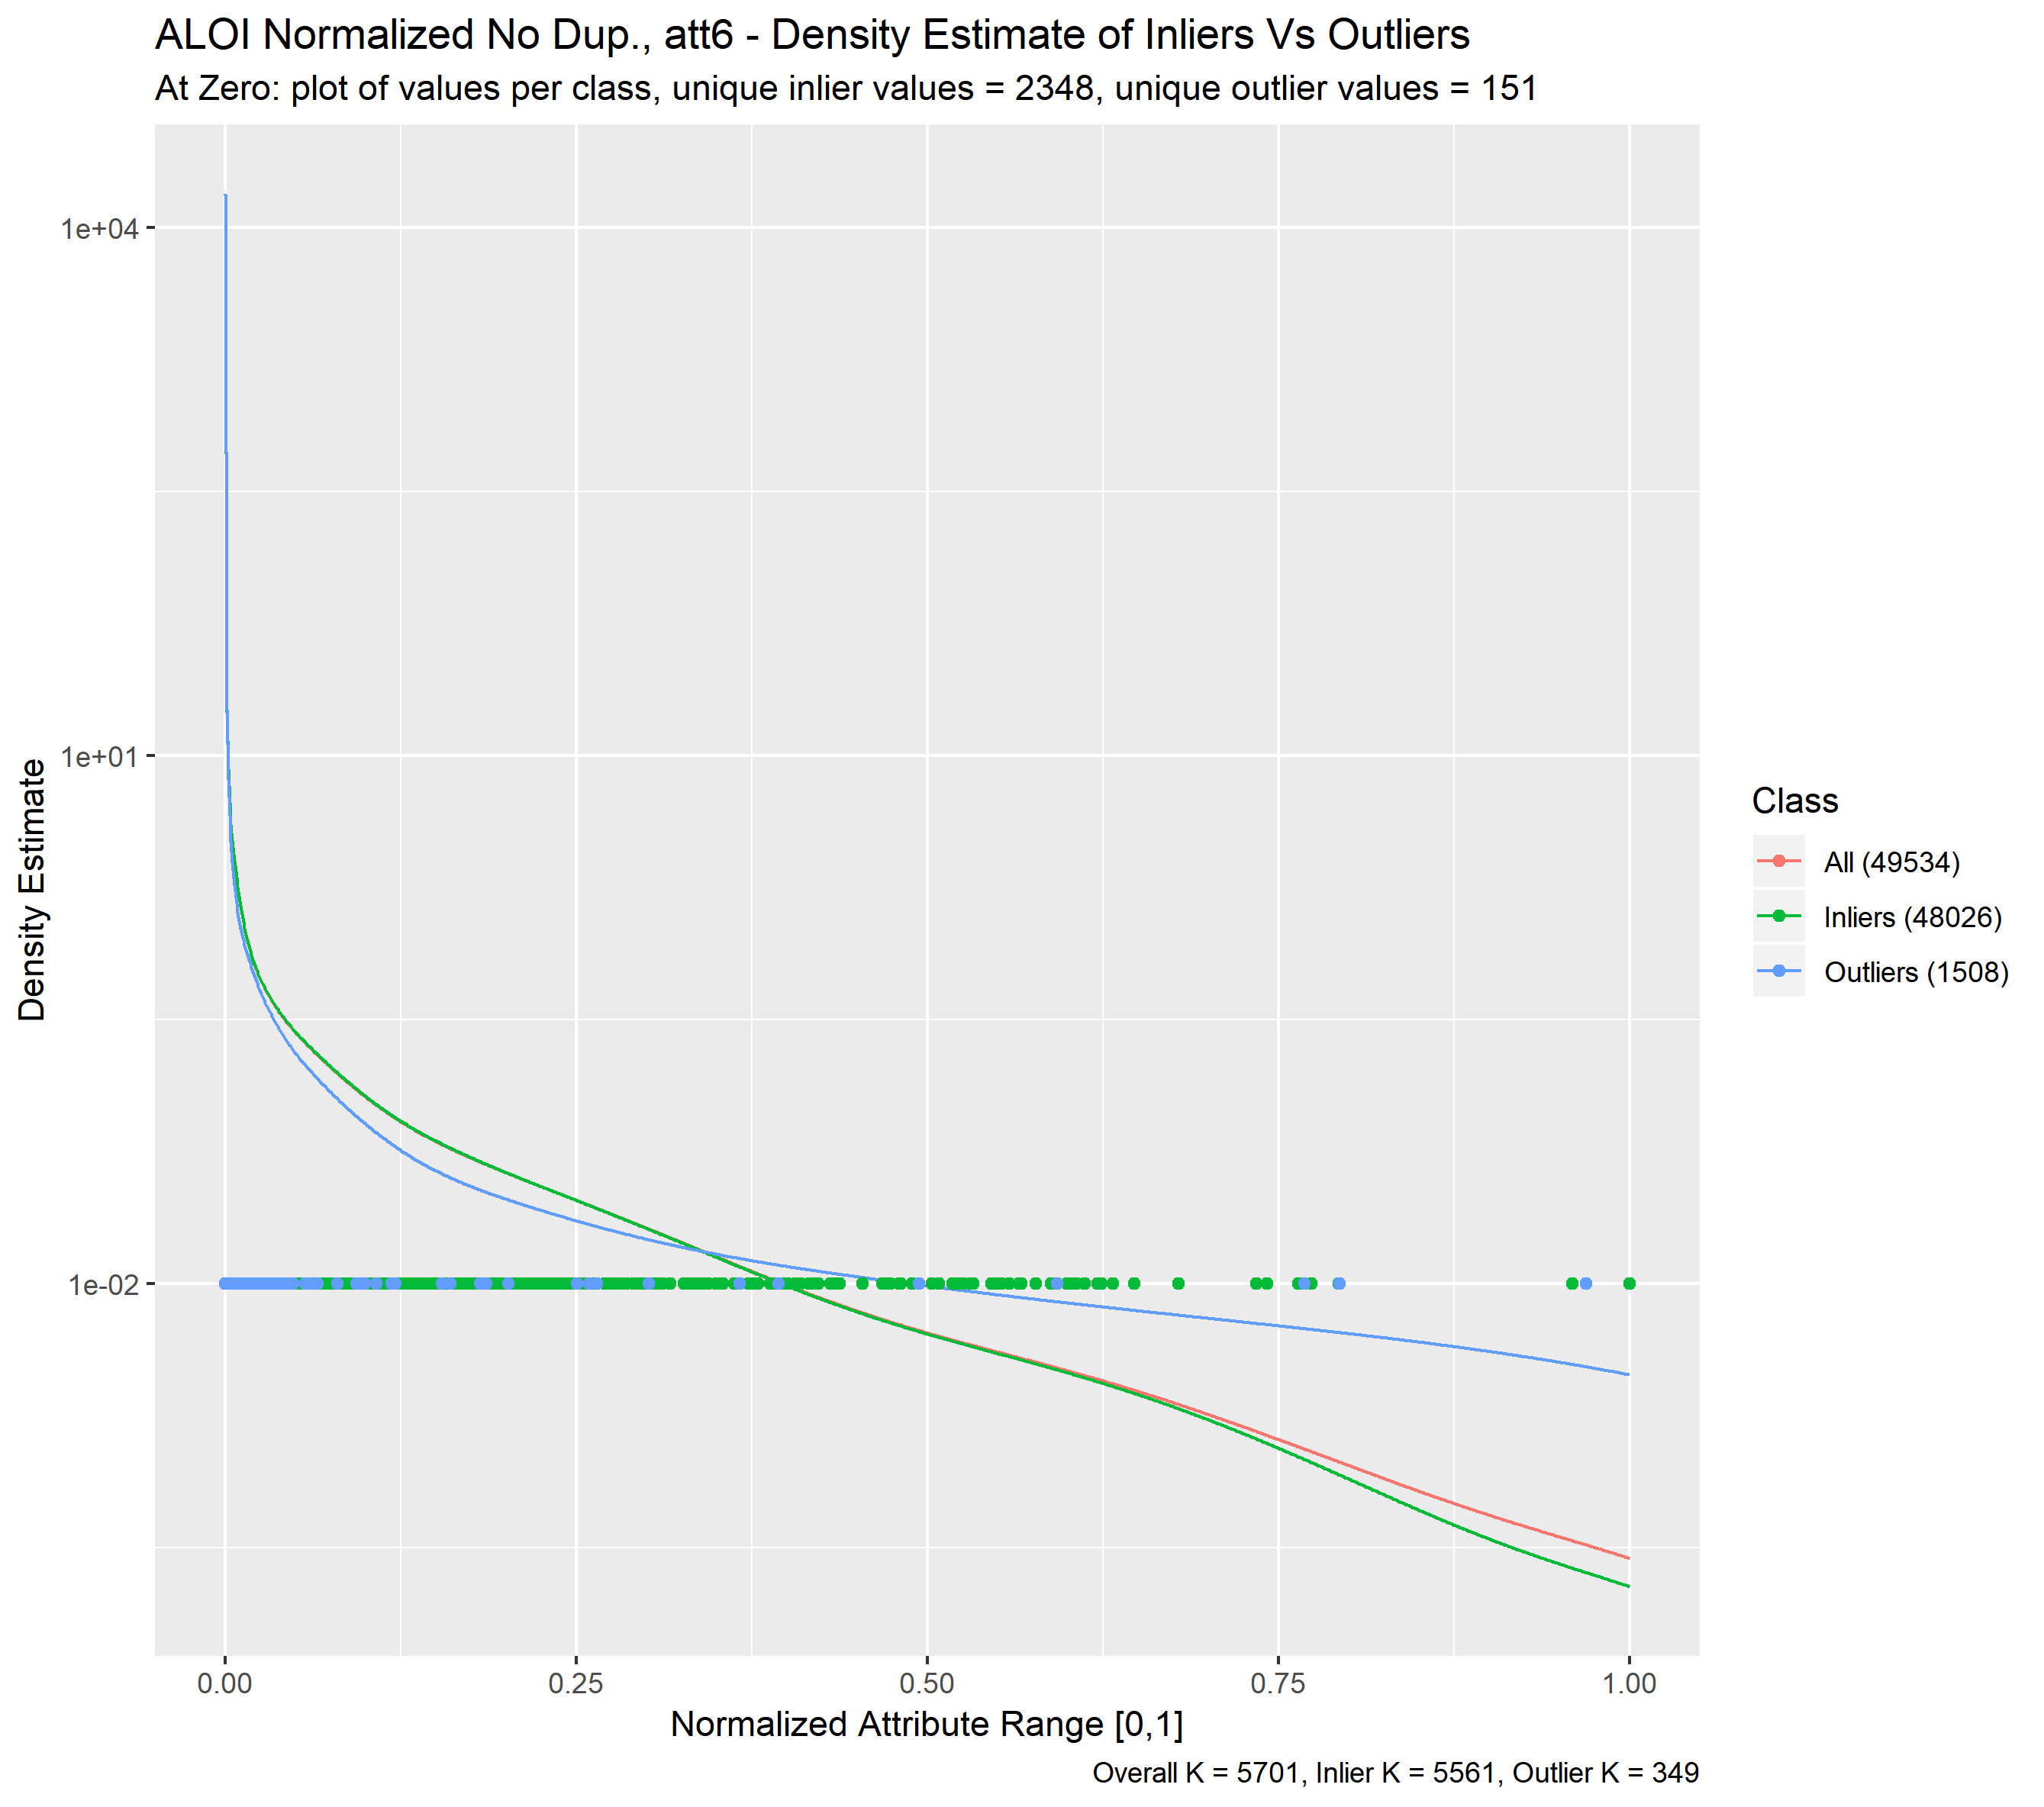 ALOI Normalized No Dup., att6 - Density Estimate of Inliers Vs Outliers
At Zero: plot of values per class, unique inlier values = 2348, unique outlier values = 151
1e+04
1e+01
1e-02
Density Estimate
0.00
0.25
0.50
0.75
1.00
Normalized Attribute Range [0,1]
Overall K = 5701, Inlier K = 5561, Outlier K = 349
Class
All (49534)
Inliers (48026)
Outliers (1508)